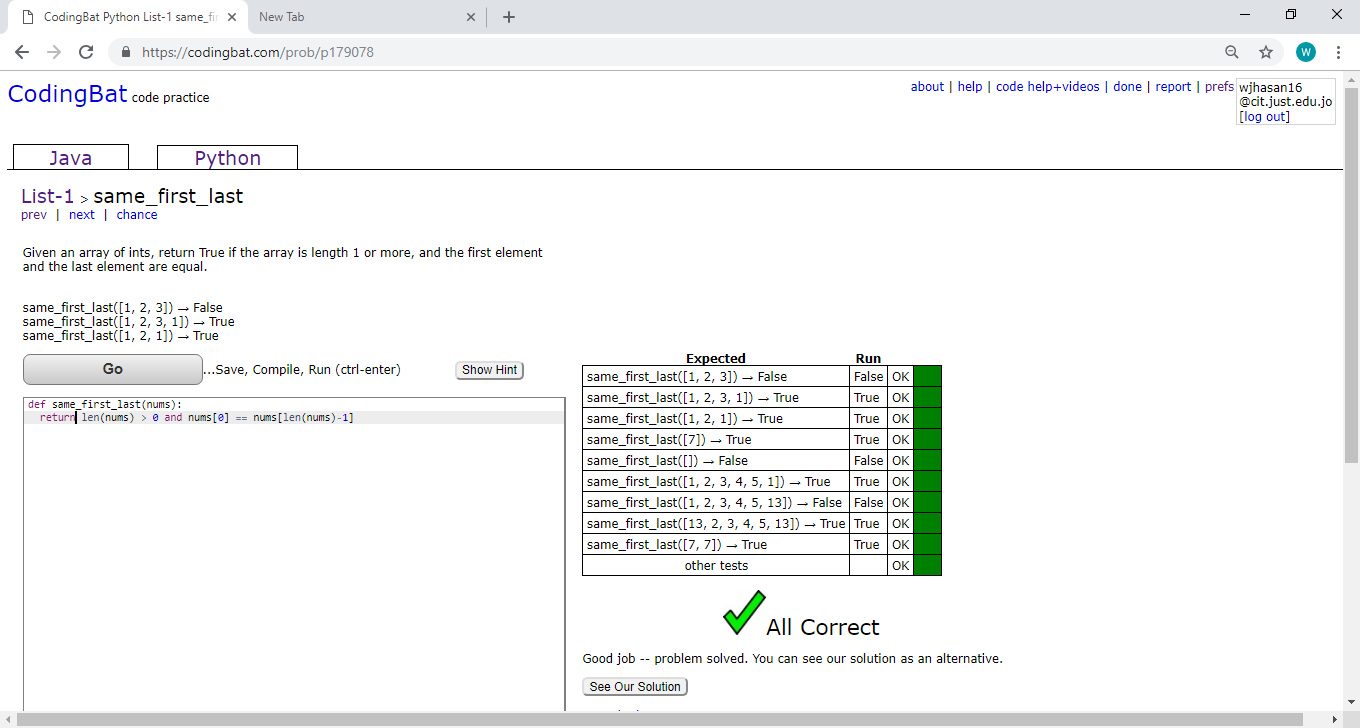 CodingBat Python List-1 same_fir
New Tab
https://codingbat.com/prob/p179078
W
CodingBat code practice
about | help | code help+videos | done | report | prefs
wjhasan16
@cit.just.edu.jo
[log out]
Java
Python
List-1 > same_first_last
prev | next | chance
Given an array of ints, return True if the array is length 1 or more, and the first element
and the last element are equal.
same_first_last([1, 2, 3]) → False
same_first_last([1, 2, 3, 1]) → True
same_first_last([1, 2, 1]) → True
Go
...Save, Compile, Run (ctrl-enter)
Show Hint
def same_first_last(nums):
return len(nums) > 0 and nums[0] == nums[len(nums)-1]
Expected Run
same_first_last([1, 2, 3]) → False False OK
same_first_last([1, 2, 3, 1]) → True True OK
same_first_last([1, 2, 1]) → True True OK
same_first_last([7]) → True True OK
same_first_last([]) → False False OK
same_first_last([1, 2, 3, 4, 5, 1]) → True True OK
same_first_last([1, 2, 3, 4, 5, 13]) → False False OK
same_first_last([13, 2, 3, 4, 5, 13]) → True True OK
same_first_last([7, 7]) → True True OK
other tests OK
All Correct
Good job -- problem solved. You can see our solution as an alternative.
See Our Solution